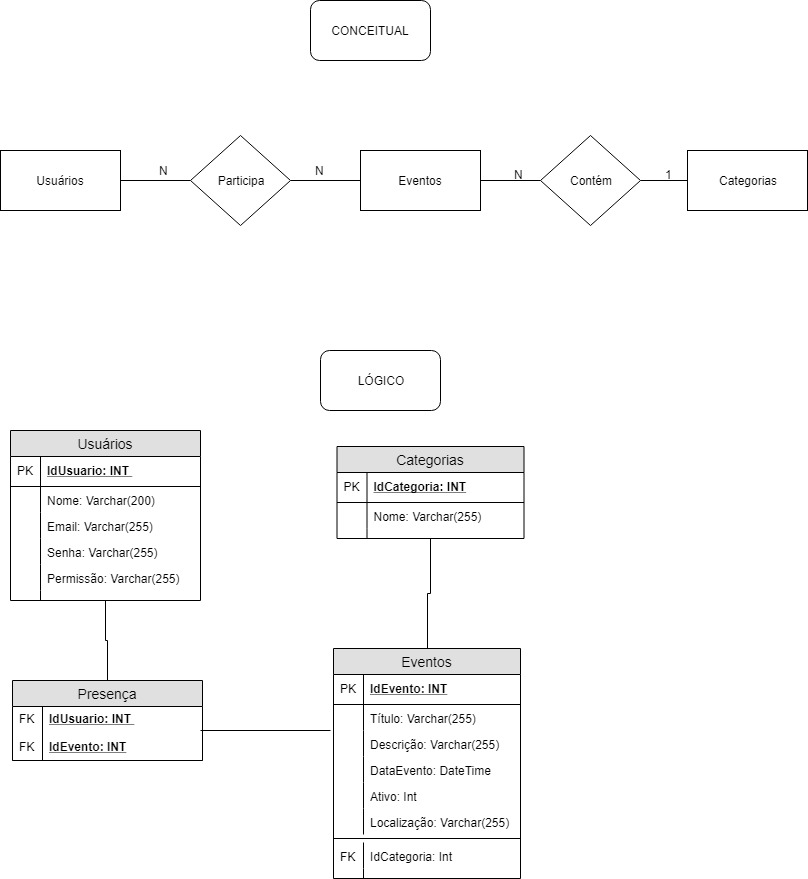 CONCEITUAL
Usuários
N
Participa
N
Eventos
N
Contém
1
Categorias
LÓGICO
Usuários
PK IdUsuario: INT
Nome: Varchar(200)
Email: Varchar(255)
Senha: Varchar(255)
Permissão: Varchar(255)
Categorias
PK IdCategoria: INT
Nome: Varchar(255)
Presença
FK IdUsuario: INT
FK IdEvento: INT
Eventos
PK IdEvento: INT
Título: Varchar(255)
Descrição: Varchar(255)
DataEvento: DateTime
Ativo: Int
Localização: Varchar(255)
FK IdCategoria: Int